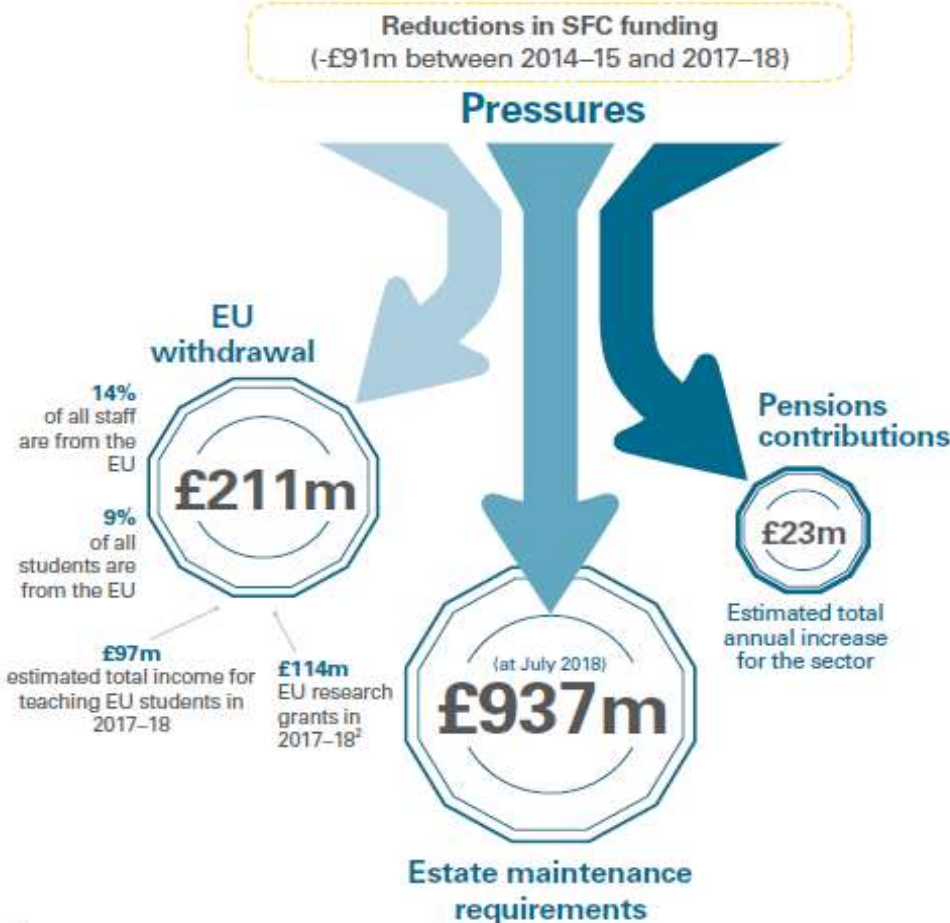 Reductions in SFC funding
(-£91m between 2014–15 and 2017–18)
Pressures
EU
withdrawal
14%
of all staff
are from the
EU
£211m
9%
of all
students are
from the EU
£97m
estimated total income for
teaching EU students in
2017–18
£114m
EU research
grants in
2017–18²
(at July 2018)
£937m
Estate maintenance
requirements
Pensions
contributions
£23m
Estimated total
annual increase
for the sector